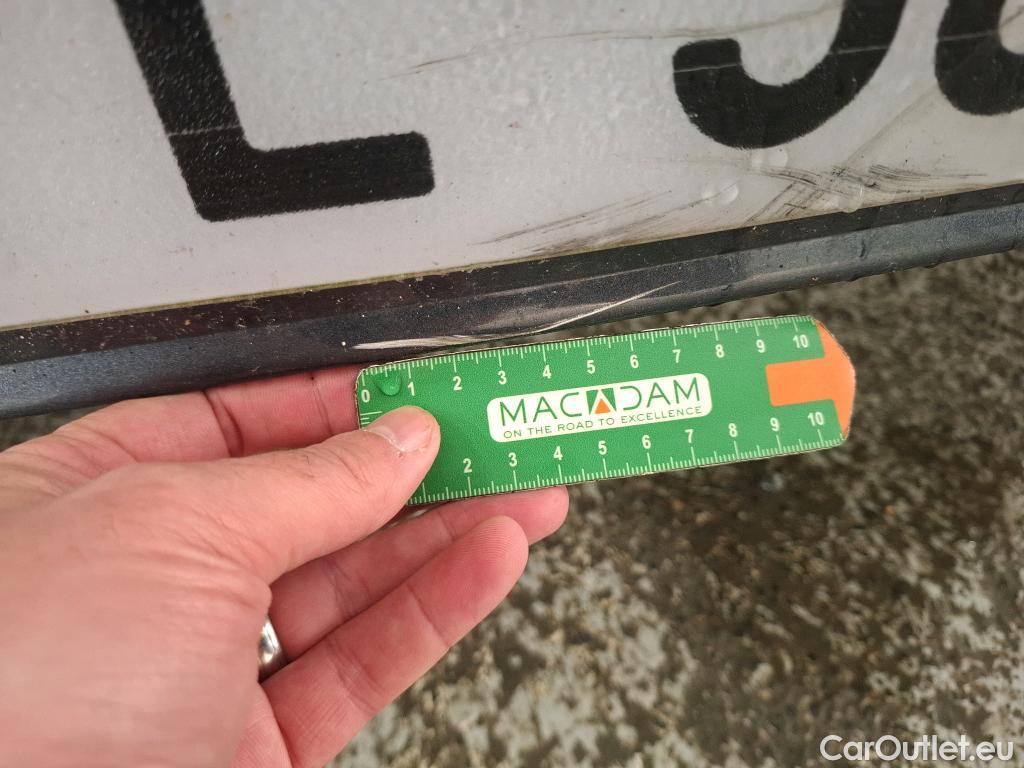 0 1 2 3 4 5 6 7 8 9 10
MACADAM
ON THE ROAD TO EXCELLENCE
2 3 4 5 6 7 8 9 10
CarOutlet.eu